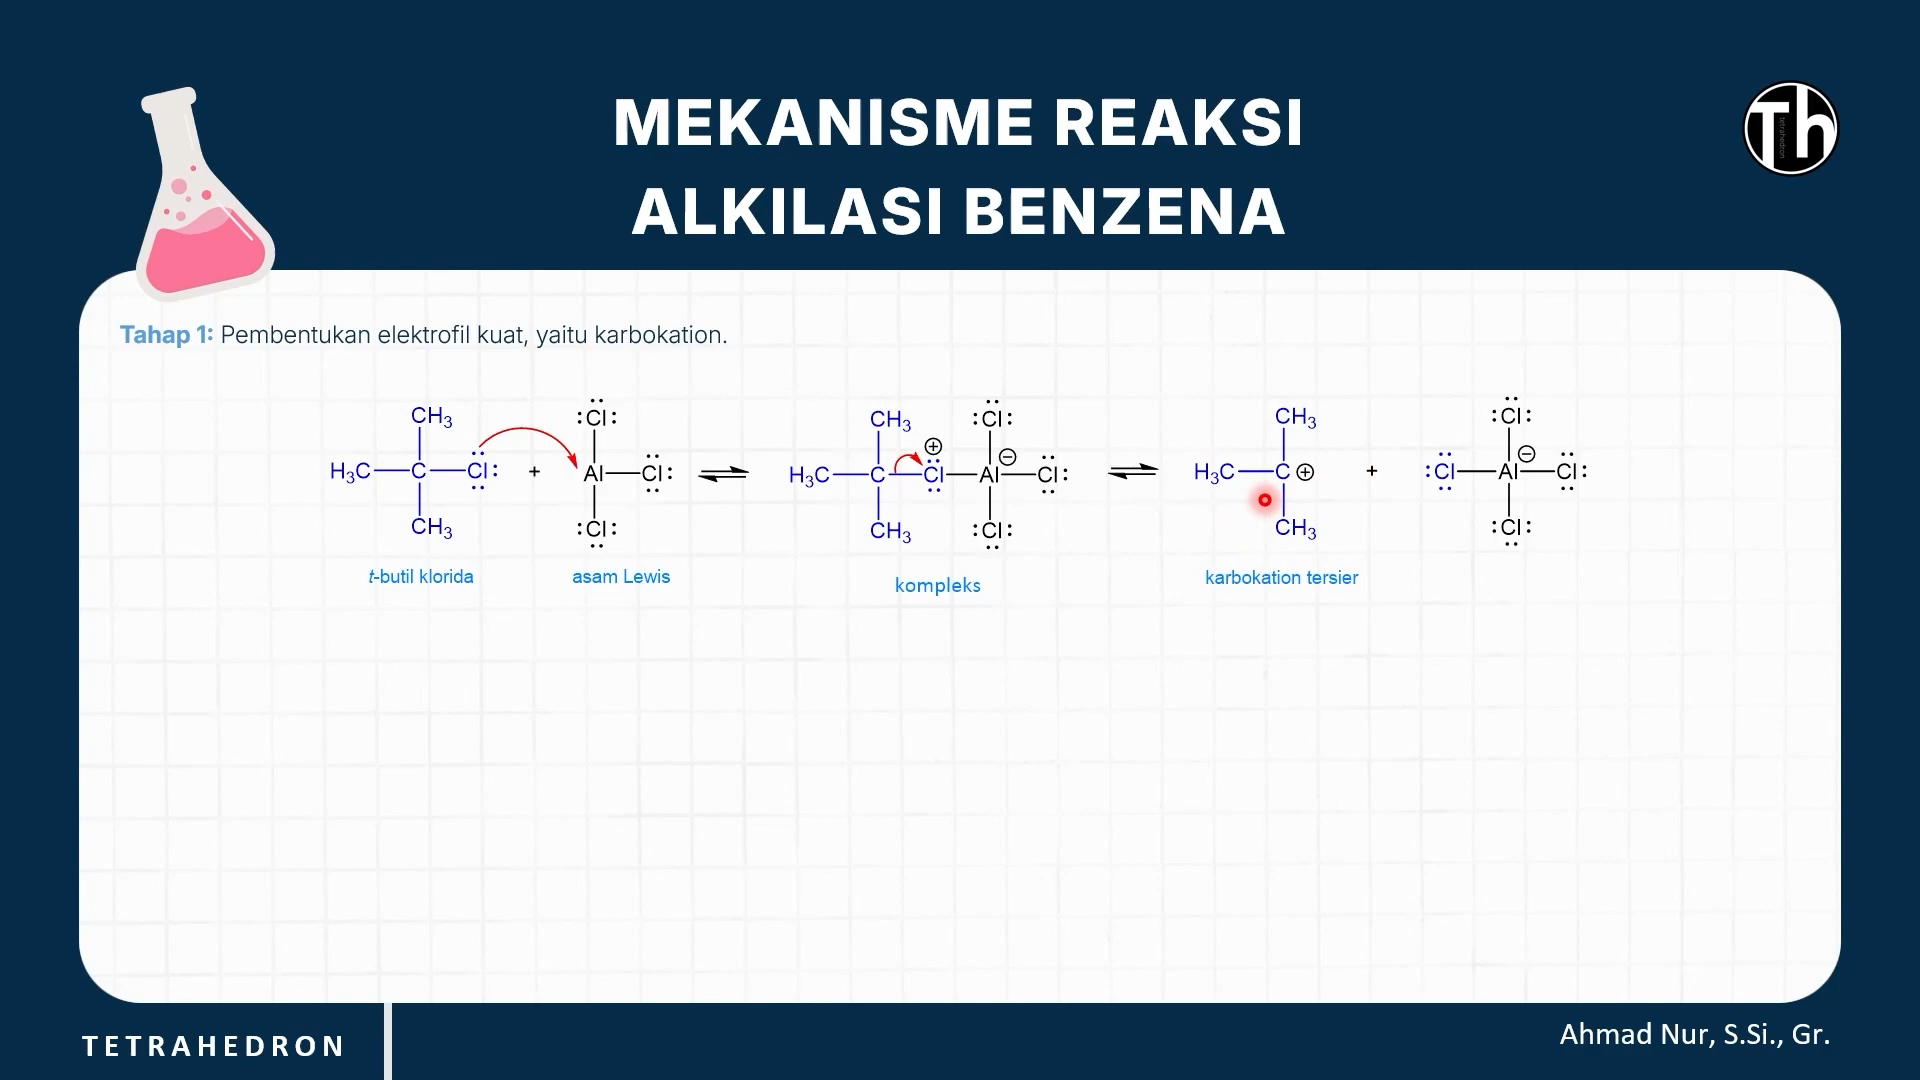 MEKANISME REAKSI
ALKILASI BENZENA
Th
tetrahedron
Tahap 1: Pembentukan elektrofil kuat, yaitu karbokation.
CH₃ :Cl: CH₃ :Cl: CH₃ :Cl:
H₃C C Cl: + Al Cl: ⇌ H₃C C Cl ⊕ Al ⊖ Cl: ⇌ H₃C C ⊕ + :Cl Al ⊖ Cl:
CH₃ :Cl: CH₃ :Cl: CH₃ :Cl:
t-butil klorida asam Lewis kompleks karbokation tersier
TETRAHEDRON
Ahmad Nur, S.Si., Gr.